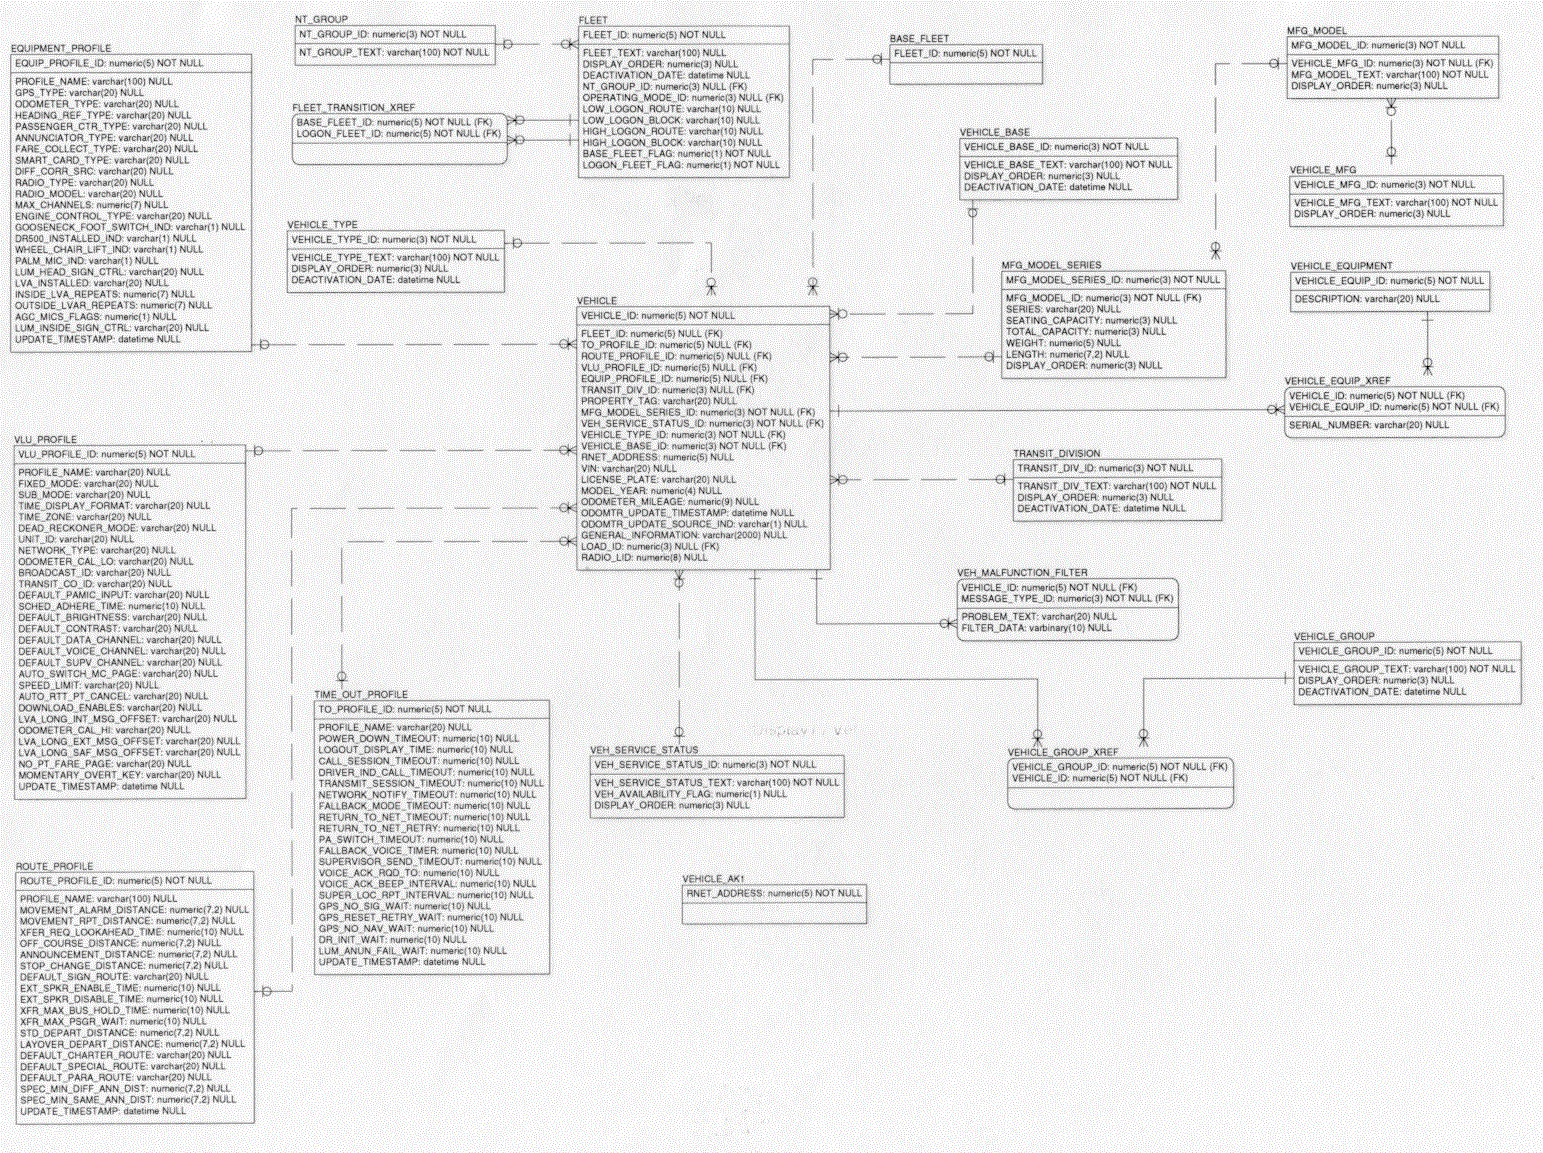 EQUIPMENT_PROFILE
EQUIP_PROFILE_ID: numeric(5) NOT NULL
PROFILE_NAME: varchar(100) NULL
GPS_TYPE: varchar(20) NULL
ODOMETER_TYPE: varchar(20) NULL
HEADING_REF_TYPE: varchar(20) NULL
PASSENGER_CTR_TYPE: varchar(20) NULL
ANNUNCIATOR_TYPE: varchar(20) NULL
FARE_COLLECT_TYPE: varchar(20) NULL
SMART_CARD_TYPE: varchar(20) NULL
DIFF_CORR_SRC: varchar(20) NULL
RADIO_TYPE: varchar(20) NULL
RADIO_MODEL: varchar(20) NULL
MAX_CHANNELS: numeric(7) NULL
ENGINE_CONTROL_TYPE: varchar(20) NULL
GOOSENECK_FOOT_SWITCH_IND: varchar(1) NULL
DR500_INSTALLED_IND: varchar(1) NULL
WHEEL_CHAIR_LIFT_IND: varchar(1) NULL
PALM_MIC_IND: varchar(1) NULL
LUM_HEAD_SIGN_CTRL: varchar(20) NULL
LVA_INSTALLED: varchar(20) NULL
INSIDE_LVA_REPEATS: numeric(7) NULL
OUTSIDE_LVAR_REPEATS: numeric(7) NULL
AGC_MICS_FLAGS: numeric(1) NULL
LUM_INSIDE_SIGN_CTRL: varchar(20) NULL
UPDATE_TIMESTAMP: datetime NULL
NT_GROUP
NT_GROUP_ID: numeric(3) NOT NULL
NT_GROUP_TEXT: varchar(100) NOT NULL
FLEET_TRANSITION_XREF
BASE_FLEET_ID: numeric(5) NOT NULL (FK)
LOGON_FLEET_ID: numeric(5) NOT NULL (FK)
VEHICLE_TYPE
VEHICLE_TYPE_ID: numeric(3) NOT NULL
VEHICLE_TYPE_TEXT: varchar(100) NOT NULL
DISPLAY_ORDER: numeric(3) NULL
DEACTIVATION_DATE: datetime NULL
FLEET
FLEET_ID: numeric(5) NOT NULL
FLEET_TEXT: varchar(100) NULL
DISPLAY_ORDER: numeric(3) NULL
DEACTIVATION_DATE: datetime NULL
NT_GROUP_ID: numeric(3) NULL (FK)
OPERATING_MODE_ID: numeric(3) NULL (FK)
LOW_LOGON_ROUTE: varchar(10) NULL
LOW_LOGON_BLOCK: varchar(10) NULL
HIGH_LOGON_ROUTE: varchar(10) NULL
HIGH_LOGON_BLOCK: varchar(10) NULL
BASE_FLEET_FLAG: numeric(1) NOT NULL
LOGON_FLEET_FLAG: numeric(1) NOT NULL
BASE_FLEET
FLEET_ID: numeric(5) NOT NULL
VEHICLE_BASE
VEHICLE_BASE_ID: numeric(3) NOT NULL
VEHICLE_BASE_TEXT: varchar(100) NOT NULL
DISPLAY_ORDER: numeric(3) NULL
DEACTIVATION_DATE: datetime NULL
MFG_MODEL
MFG_MODEL_ID: numeric(3) NOT NULL
VEHICLE_MFG_ID: numeric(3) NOT NULL (FK)
MFG_MODEL_TEXT: varchar(100) NOT NULL
DISPLAY_ORDER: numeric(3) NULL
VEHICLE_MFG
VEHICLE_MFG_ID: numeric(3) NOT NULL
VEHICLE_MFG_TEXT: varchar(100) NOT NULL
DISPLAY_ORDER: numeric(3) NULL
MFG_MODEL_SERIES
MFG_MODEL_SERIES_ID: numeric(3) NOT NULL
MFG_MODEL_ID: numeric(3) NOT NULL (FK)
SERIES: varchar(20) NULL
SEATING_CAPACITY: numeric(3) NULL
TOTAL_CAPACITY: numeric(3) NULL
WEIGHT: numeric(5) NULL
LENGTH: numeric(7,2) NULL
DISPLAY_ORDER: numeric(3) NULL
VEHICLE_EQUIPMENT
VEHICLE_EQUIP_ID: numeric(5) NOT NULL
DESCRIPTION: varchar(20) NULL
VEHICLE_EQUIP_XREF
VEHICLE_ID: numeric(5) NOT NULL (FK)
VEHICLE_EQUIP_ID: numeric(5) NOT NULL (FK)
SERIAL_NUMBER: varchar(20) NULL
VEHICLE
VEHICLE_ID: numeric(5) NOT NULL
FLEET_ID: numeric(5) NULL (FK)
TO_PROFILE_ID: numeric(5) NULL (FK)
ROUTE_PROFILE_ID: numeric(5) NULL (FK)
VLU_PROFILE_ID: numeric(5) NULL (FK)
EQUIP_PROFILE_ID: numeric(5) NULL (FK)
TRANSIT_DIV_ID: numeric(3) NULL (FK)
PROPERTY_TAG: varchar(20) NULL
MFG_MODEL_SERIES_ID: numeric(3) NOT NULL (FK)
VEH_SERVICE_STATUS_ID: numeric(3) NOT NULL (FK)
VEHICLE_TYPE_ID: numeric(3) NOT NULL (FK)
VEHICLE_BASE_ID: numeric(3) NOT NULL (FK)
RNET_ADDRESS: numeric(5) NULL
VIN: varchar(20) NULL
LICENSE_PLATE: varchar(20) NULL
MODEL_YEAR: numeric(4) NULL
ODOMETER_MILEAGE: numeric(9) NULL
ODOMTR_UPDATE_TIMESTAMP: datetime NULL
ODOMTR_UPDATE_SOURCE_IND: varchar(1) NULL
GENERAL_INFORMATION: varchar(2000) NULL
LOAD_ID: numeric(3) NULL (FK)
RADIO_LID: numeric(8) NULL
TRANSIT_DIVISION
TRANSIT_DIV_ID: numeric(3) NOT NULL
TRANSIT_DIV_TEXT: varchar(100) NOT NULL
DISPLAY_ORDER: numeric(3) NULL
DEACTIVATION_DATE: datetime NULL
VEH_MALFUNCTION_FILTER
VEHICLE_ID: numeric(5) NOT NULL (FK)
MESSAGE_TYPE_ID: numeric(3) NOT NULL (FK)
PROBLEM_TEXT: varchar(20) NULL
FILTER_DATA: varbinary(10) NULL
VEHICLE_GROUP
VEHICLE_GROUP_ID: numeric(5) NOT NULL
VEHICLE_GROUP_TEXT: varchar(100) NOT NULL
DISPLAY_ORDER: numeric(3) NULL
DEACTIVATION_DATE: datetime NULL
VEHICLE_GROUP_XREF
VEHICLE_GROUP_ID: numeric(5) NOT NULL (FK)
VEHICLE_ID: numeric(5) NOT NULL (FK)
VLU_PROFILE
VLU_PROFILE_ID: numeric(5) NOT NULL
PROFILE_NAME: varchar(20) NULL
FIXED_MODE: varchar(20) NULL
SUB_MODE: varchar(20) NULL
TIME_DISPLAY_FORMAT: varchar(20) NULL
TIME_ZONE: varchar(20) NULL
DEAD_RECKONER_MODE: varchar(20) NULL
UNIT_ID: varchar(20) NULL
NETWORK_TYPE: varchar(20) NULL
ODOMETER_CAL_LO: varchar(20) NULL
BROADCAST_ID: varchar(20) NULL
TRANSIT_CO_ID: varchar(20) NULL
DEFAULT_PAMIC_INPUT: varchar(20) NULL
SCHED_ADHERE_TIME: numeric(10) NULL
DEFAULT_BRIGHTNESS: varchar(20) NULL
DEFAULT_CONTRAST: varchar(20) NULL
DEFAULT_DATA_CHANNEL: varchar(20) NULL
DEFAULT_VOICE_CHANNEL: varchar(20) NULL
DEFAULT_SUPV_CHANNEL: varchar(20) NULL
AUTO_SWITCH_MC_PAGE: varchar(20) NULL
SPEED_LIMIT: varchar(20) NULL
AUTO_RTT_PT_CANCEL: varchar(20) NULL
DOWNLOAD_ENABLES: varchar(20) NULL
LVA_LONG_INT_MSG_OFFSET: varchar(20) NULL
ODOMETER_CAL_HI: varchar(20) NULL
LVA_LONG_EXT_MSG_OFFSET: varchar(20) NULL
LVA_LONG_SAF_MSG_OFFSET: varchar(20) NULL
NO_PT_FARE_PAGE: varchar(20) NULL
MOMENTARY_OVERT_KEY: varchar(20) NULL
UPDATE_TIMESTAMP: datetime NULL
TIME_OUT_PROFILE
TO_PROFILE_ID: numeric(5) NOT NULL
PROFILE_NAME: varchar(20) NULL
POWER_DOWN_TIMEOUT: numeric(10) NULL
LOGOUT_DISPLAY_TIME: numeric(10) NULL
CALL_SESSION_TIMEOUT: numeric(10) NULL
DRIVER_IND_CALL_TIMEOUT: numeric(10) NULL
TRANSMIT_SESSION_TIMEOUT: numeric(10) NULL
NETWORK_NOTIFY_TIMEOUT: numeric(10) NULL
FALLBACK_MODE_TIMEOUT: numeric(10) NULL
RETURN_TO_NET_TIMEOUT: numeric(10) NULL
RETURN_TO_NET_RETRY: numeric(10) NULL
PA_SWITCH_TIMEOUT: numeric(10) NULL
FALLBACK_VOICE_TIMER: numeric(10) NULL
SUPERVISOR_SEND_TIMEOUT: numeric(10) NULL
VOICE_ACK_RQD_TO: numeric(10) NULL
VOICE_ACK_BEEP_INTERVAL: numeric(10) NULL
SUPER_LOC_RPT_INTERVAL: numeric(10) NULL
GPS_NO_SIG_WAIT: numeric(10) NULL
GPS_RESET_RETRY_WAIT: numeric(10) NULL
GPS_NO_NAV_WAIT: numeric(10) NULL
DR_INIT_WAIT: numeric(10) NULL
LUM_ANUN_FAIL_WAIT: numeric(10) NULL
UPDATE_TIMESTAMP: datetime NULL
VEH_SERVICE_STATUS
VEH_SERVICE_STATUS_ID: numeric(3) NOT NULL
VEH_SERVICE_STATUS_TEXT: varchar(100) NOT NULL
VEH_AVAILABILITY_FLAG: numeric(1) NULL
DISPLAY_ORDER: numeric(3) NULL
VEHICLE_AK1
RNET_ADDRESS: numeric(5) NOT NULL
ROUTE_PROFILE
ROUTE_PROFILE_ID: numeric(5) NOT NULL
PROFILE_NAME: varchar(100) NULL
MOVEMENT_ALARM_DISTANCE: numeric(7,2) NULL
MOVEMENT_RPT_DISTANCE: numeric(7,2) NULL
XFER_REQ_LOOKAHEAD_TIME: numeric(10) NULL
OFF_COURSE_DISTANCE: numeric(7,2) NULL
ANNOUNCEMENT_DISTANCE: numeric(7,2) NULL
STOP_CHANGE_DISTANCE: numeric(7,2) NULL
DEFAULT_SIGN_ROUTE: varchar(20) NULL
EXT_SPKR_ENABLE_TIME: numeric(10) NULL
EXT_SPKR_DISABLE_TIME: numeric(10) NULL
XFR_MAX_BUS_HOLD_TIME: numeric(10) NULL
XFR_MAX_PSGR_WAIT: numeric(10) NULL
STD_DEPART_DISTANCE: numeric(7,2) NULL
LAYOVER_DEPART_DISTANCE: numeric(7,2) NULL
DEFAULT_CHARTER_ROUTE: varchar(20) NULL
DEFAULT_SPECIAL_ROUTE: varchar(20) NULL
DEFAULT_PARA_ROUTE: varchar(20) NULL
SPEC_MIN_DIFF_ANN_DIST: numeric(7,2) NULL
SPEC_MIN_SAME_ANN_DIST: numeric(7,2) NULL
UPDATE_TIMESTAMP: datetime NULL